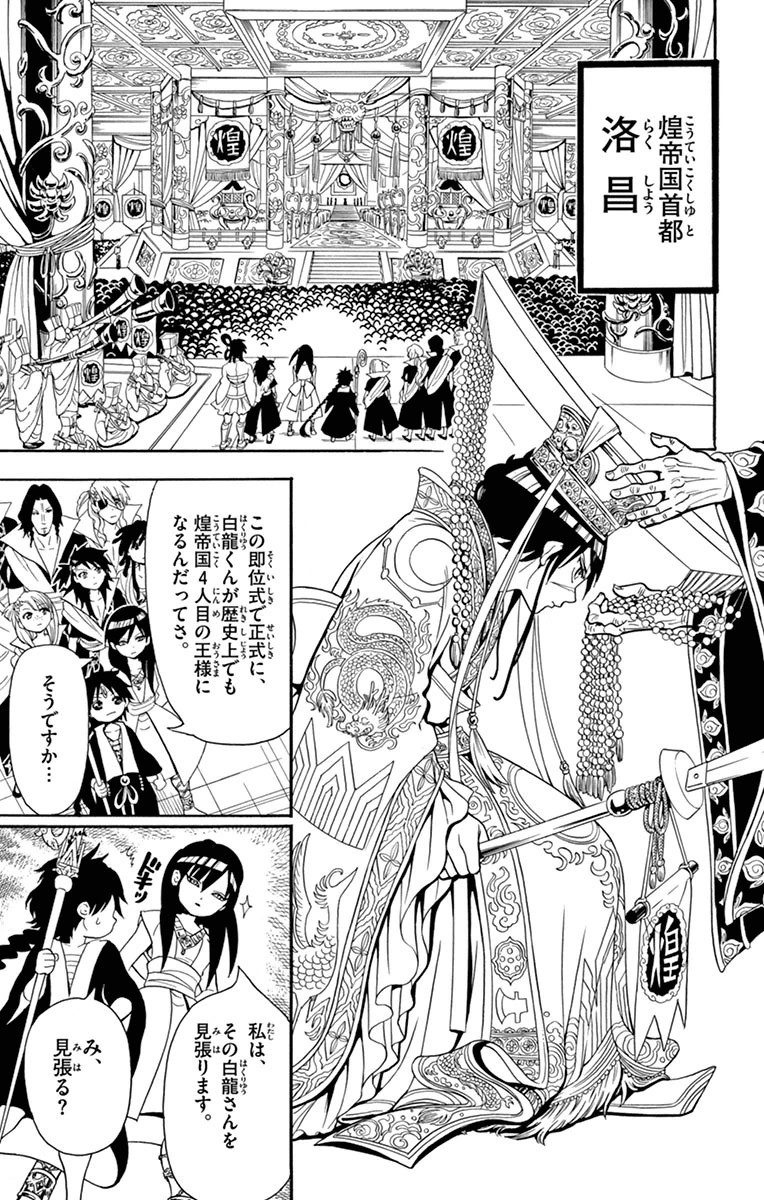 煌帝国首都
洛昌
煌
煌
煌
この即位式で正式に、
白龍くんが歴史上でも
煌帝国4人目の王様に
なるんだってさ。
そうですか…
煌
ドキッ
私は、
その白龍さんを
見張ります。
み、
見張る?